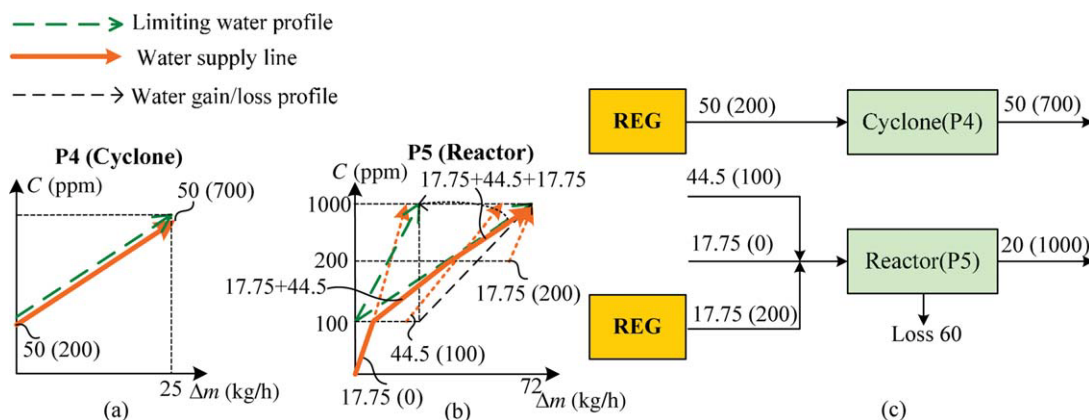 Limiting water profile
Water supply line
Water gain/loss profile
P4 (Cyclone)
C (ppm)
50 (700)
50 (200)
25
Δm (kg/h)
(a)
P5 (Reactor)
C (ppm)
17.75+44.5+17.75
1000
200
100
17.75+44.5
17.75 (200)
44.5 (100)
17.75 (0)
72
Δm (kg/h)
(b)
REG
50 (200)
Cyclone(P4)
50 (700)
44.5 (100)
17.75 (0)
Reactor(P5)
20 (1000)
REG
17.75 (200)
Loss 60
(c)